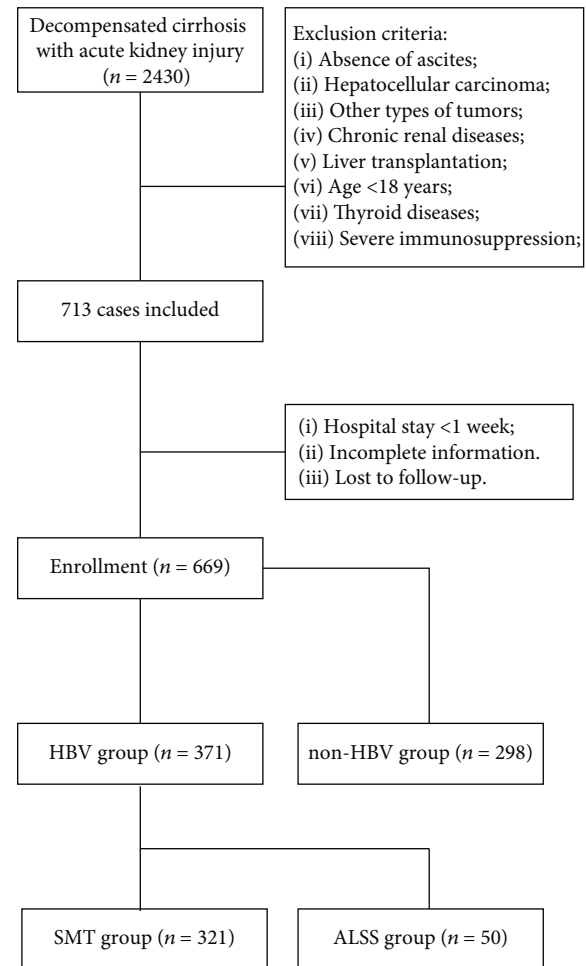 Decompensated cirrhosis
with acute kidney injury
(n = 2430)
Exclusion criteria:
(i) Absence of ascites;
(ii) Hepatocellular carcinoma;
(iii) Other types of tumors;
(iv) Chronic renal diseases;
(v) Liver transplantation;
(vi) Age <18 years;
(vii) Thyroid diseases;
(viii) Severe immunosuppression;
713 cases included
(i) Hospital stay <1 week;
(ii) Incomplete information.
(iii) Lost to follow-up.
Enrollment (n = 669)
HBV group (n = 371)
non-HBV group (n = 298)
SMT group (n = 321)
ALSS group (n = 50)